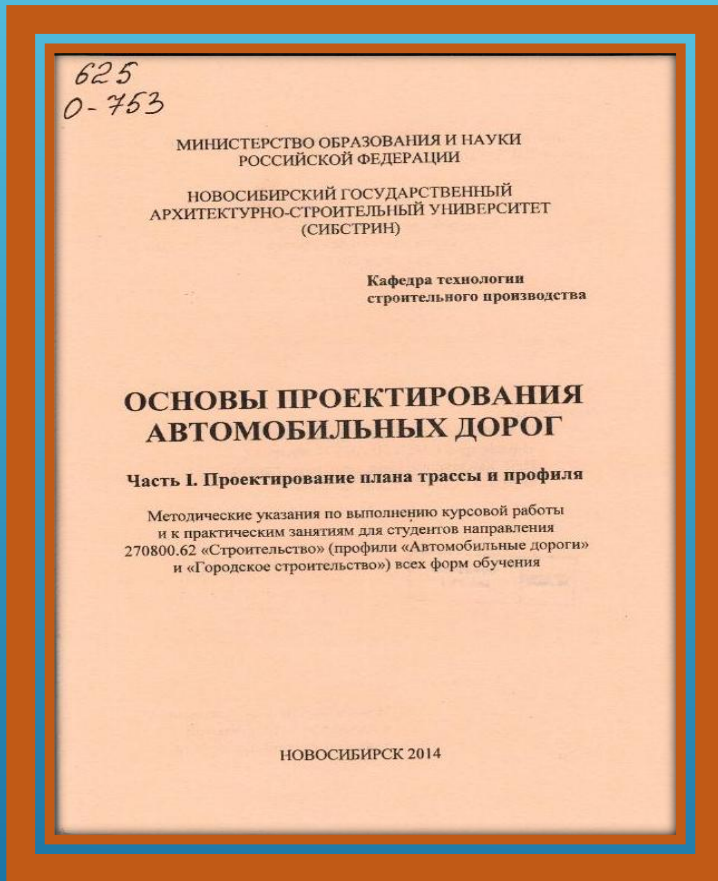 625
О-753
МИНИСТЕРСТВО ОБРАЗОВАНИЯ И НАУКИ
РОССИЙСКОЙ ФЕДЕРАЦИИ
НОВОСИБИРСКИЙ ГОСУДАРСТВЕННЫЙ
АРХИТЕКТУРНО-СТРОИТЕЛЬНЫЙ УНИВЕРСИТЕТ
(СИБСТРИН)
Кафедра технологии
строительного производства
ОСНОВЫ ПРОЕКТИРОВАНИЯ
АВТОМОБИЛЬНЫХ ДОРОГ
Часть I. Проектирование плана трассы и профиля
Методические указания по выполнению курсовой работы
и к практическим занятиям для студентов направления
270800.62 «Строительство» (профили «Автомобильные дороги»
и «Городское строительство») всех форм обучения
НОВОСИБИРСК 2014